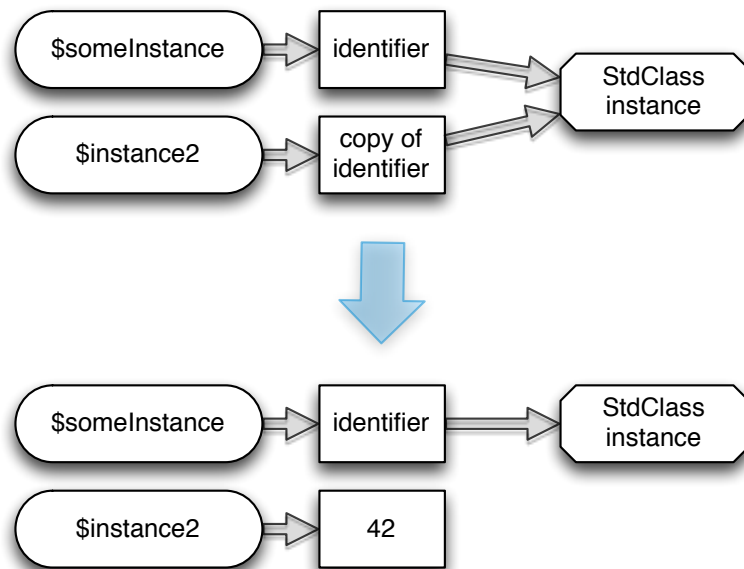 $someInstance
identifier
StdClass
instance
$instance2
copy of
identifier
$someInstance
identifier
StdClass
instance
$instance2
42